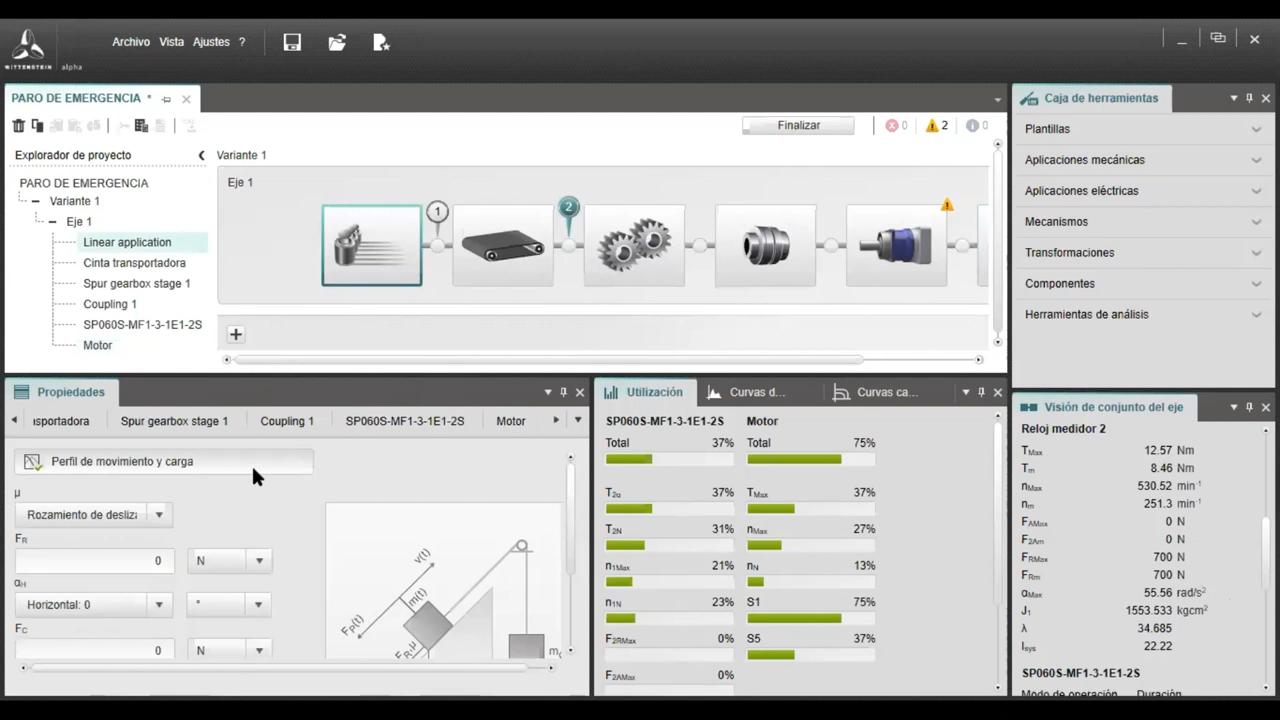 WITTENSTEIN alpha
Archivo Vista Ajustes ?
PARO DE EMERGENCIA *
Finalizar
0 2 0
Explorador de proyecto
PARO DE EMERGENCIA
Variante 1
Eje 1
Linear application
Cinta transportadora
Spur gearbox stage 1
Coupling 1
SP060S-MF1-3-1E1-2S
Motor
Variante 1
Eje 1
1
2
Caja de herramientas
Plantillas
Aplicaciones mecánicas
Aplicaciones eléctricas
Mecanismos
Transformaciones
Componentes
Herramientas de análisis
Propiedades
ısportadora Spur gearbox stage 1 Coupling 1 SP060S-MF1-3-1E1-2S Motor
Perfil de movimiento y carga
μ
Rozamiento de desliza
FR
0 N
αH
Horizontal: 0 °
FC
0 N
v(t)
m(t)
FP(t)
FR,μ
Utilización Curvas d... Curvas ca...
SP060S-MF1-3-1E1-2S
Total 37%
T2α 37%
T2N 31%
n1Max 21%
n1N 23%
F2RMax 0%
F2AMax 0%
Motor
Total 75%
TMax 37%
nMax 27%
nN 13%
S1 75%
S5 37%
Visión de conjunto del eje
Reloj medidor 2
TMax 12.57 Nm
Tm 8.46 Nm
nMax 530.52 min-1
nm 251.3 min-1
FAMax 0 N
F2Am 0 N
FRMax 700 N
FRm 700 N
αMax 55.56 rad/s2
J1 1553.533 kgcm2
λ 34.685
Isys 22.22
SP060S-MF1-3-1E1-2S
Modo de operación Duración